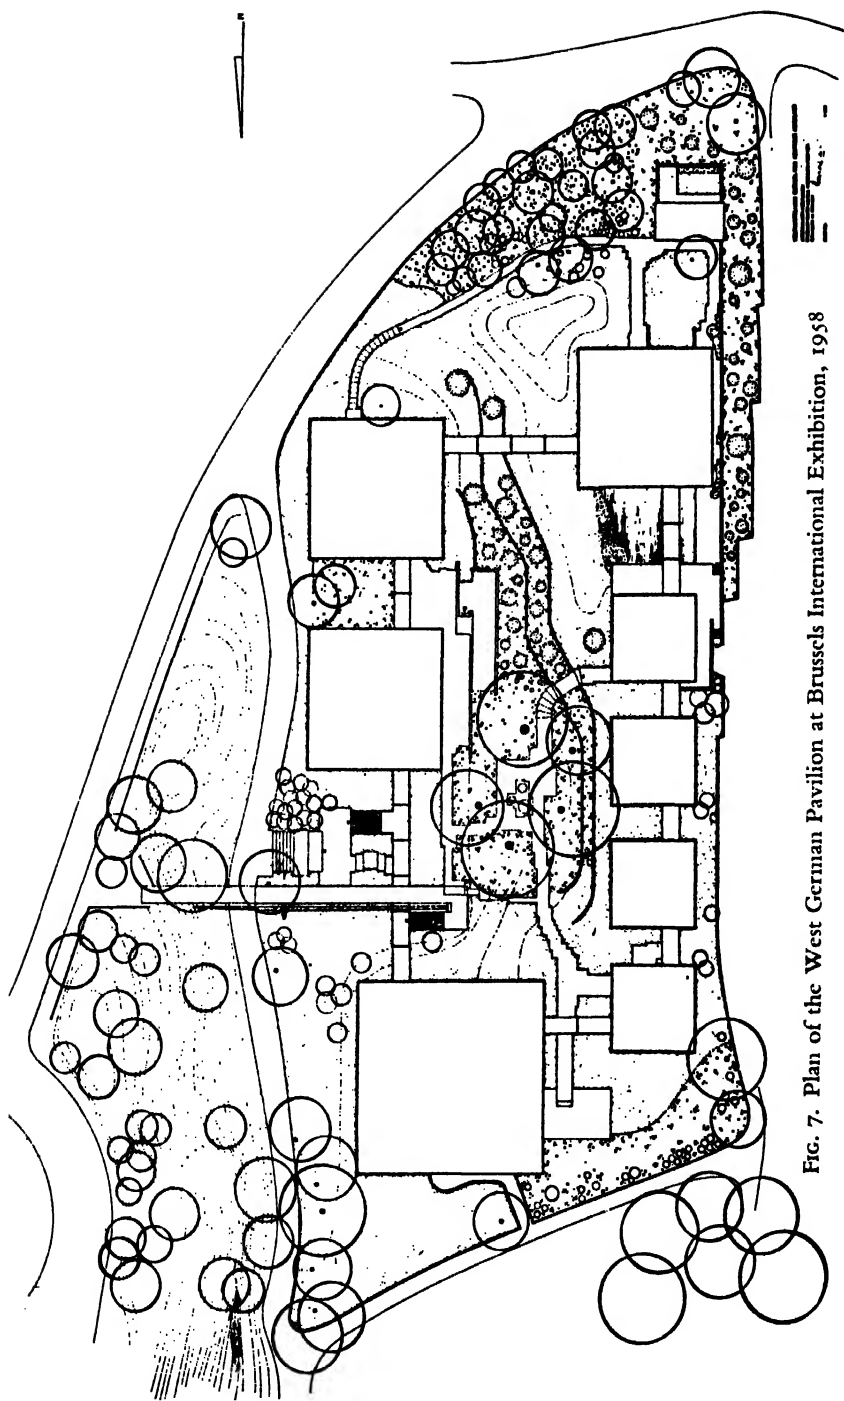 FIG. 7. Plan of the West German Pavilion at Brussels International Exhibition, 1958